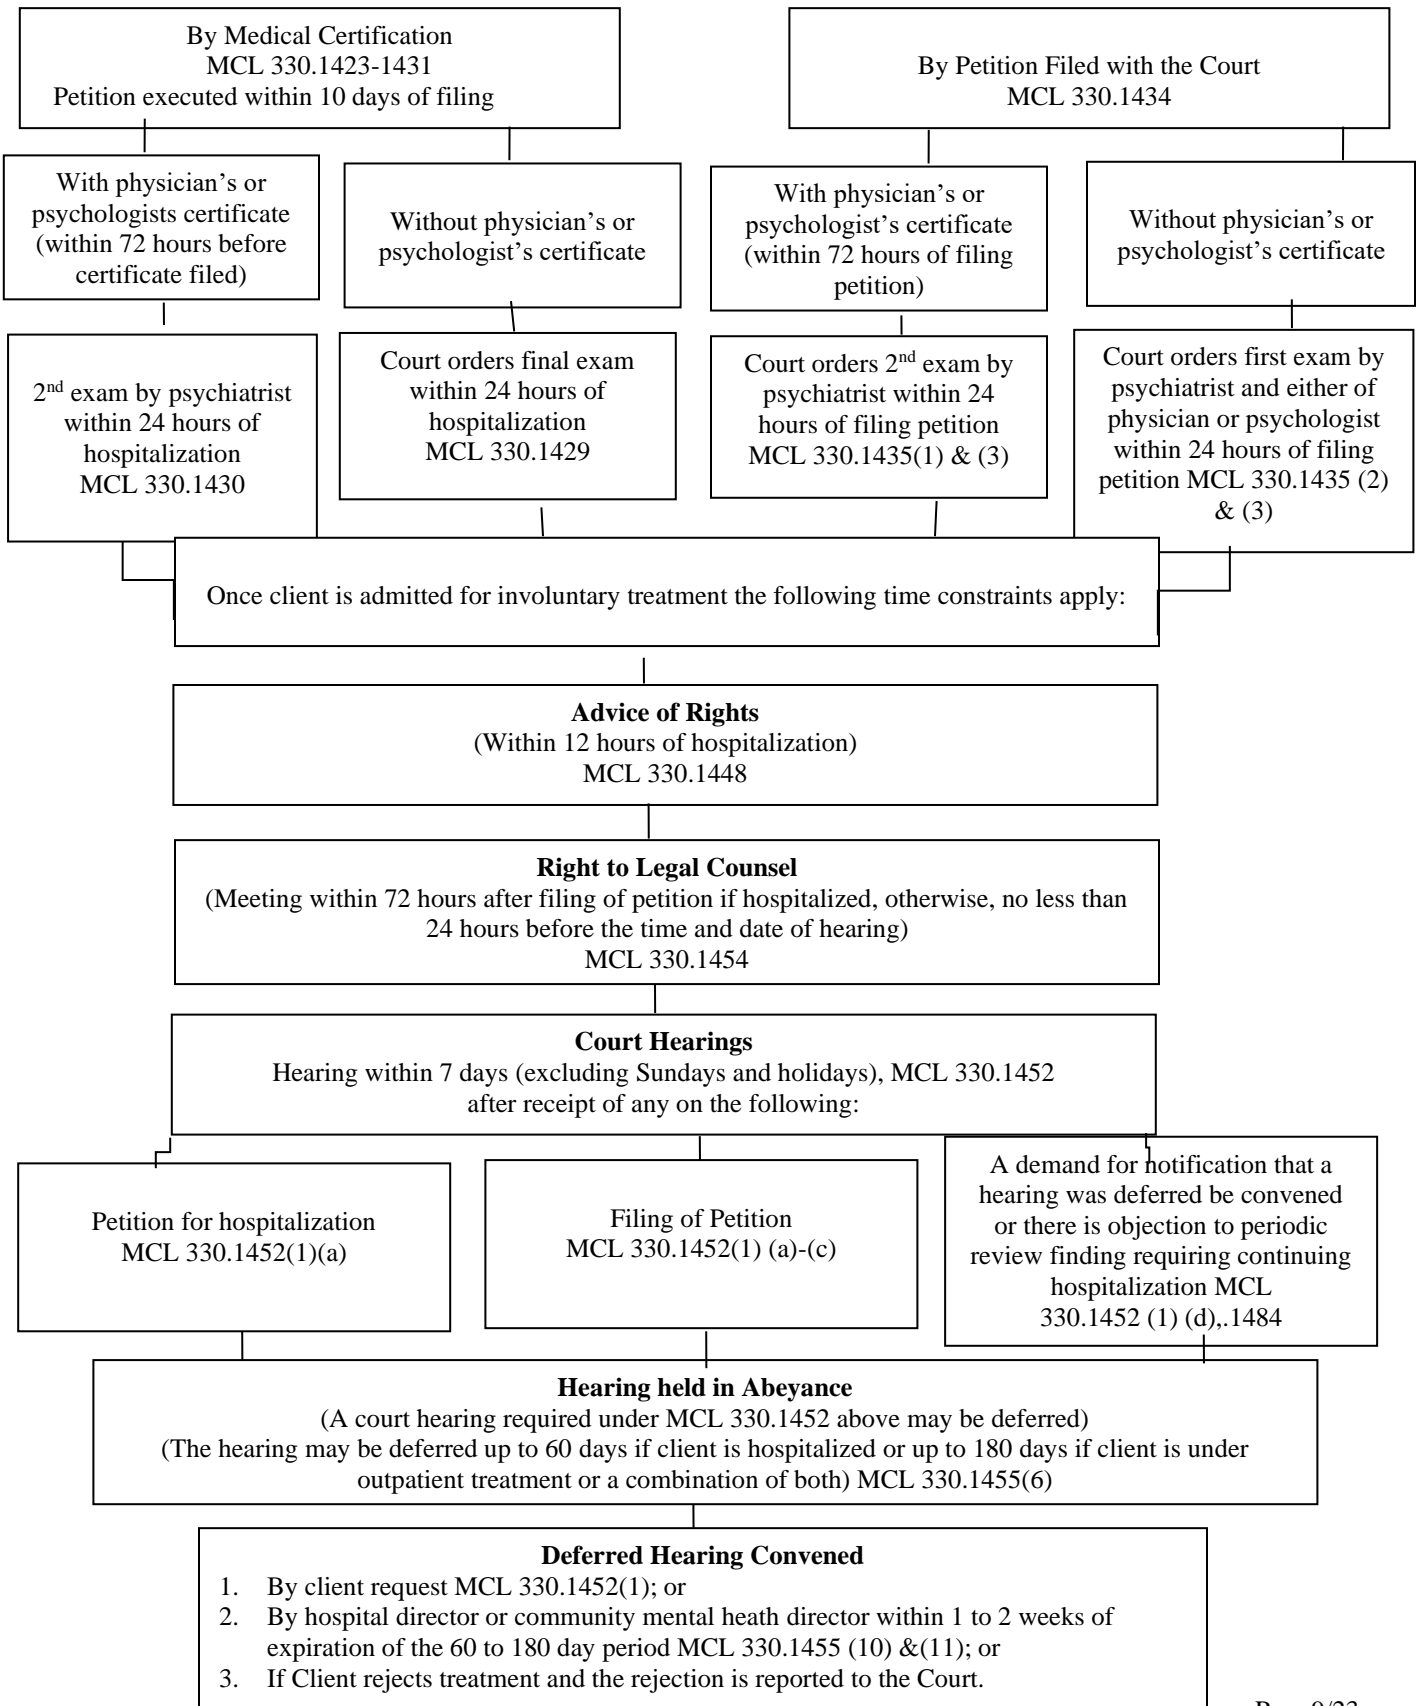 By Medical Certification
MCL 330.1423-1431
Petition executed within 10 days of filing
By Petition Filed with the Court
MCL 330.1434
With physician’s or
psychologists certificate
(within 72 hours before
certificate filed)
Without physician’s or
psychologist’s certificate
With physician’s or
psychologist’s certificate
(within 72 hours of filing
petition)
Without physician’s or
psychologist’s certificate
2nd exam by psychiatrist
within 24 hours of
hospitalization
MCL 330.1430
Court orders final exam
within 24 hours of
hospitalization
MCL 330.1429
Court orders 2nd exam by
psychiatrist within 24
hours of filing petition
MCL 330.1435(1) & (3)
Court orders first exam by
psychiatrist and either of
physician or psychologist
within 24 hours of filing
petition MCL 330.1435 (2)
& (3)
Once client is admitted for involuntary treatment the following time constraints apply:
Advice of Rights
(Within 12 hours of hospitalization)
MCL 330.1448
Right to Legal Counsel
(Meeting within 72 hours after filing of petition if hospitalized, otherwise, no less than
24 hours before the time and date of hearing)
MCL 330.1454
Court Hearings
Hearing within 7 days (excluding Sundays and holidays), MCL 330.1452
after receipt of any on the following:
Petition for hospitalization
MCL 330.1452(1)(a)
Filing of Petition
MCL 330.1452(1) (a)-(c)
A demand for notification that a
hearing was deferred be convened
or there is objection to periodic
review finding requiring continuing
hospitalization MCL
330.1452 (1) (d),.1484
Hearing held in Abeyance
(A court hearing required under MCL 330.1452 above may be deferred)
(The hearing may be deferred up to 60 days if client is hospitalized or up to 180 days if client is under
outpatient treatment or a combination of both) MCL 330.1455(6)
Deferred Hearing Convened
1. By client request MCL 330.1452(1); or
2. By hospital director or community mental heath director within 1 to 2 weeks of
expiration of the 60 to 180 day period MCL 330.1455 (10) &(11); or
3. If Client rejects treatment and the rejection is reported to the Court.